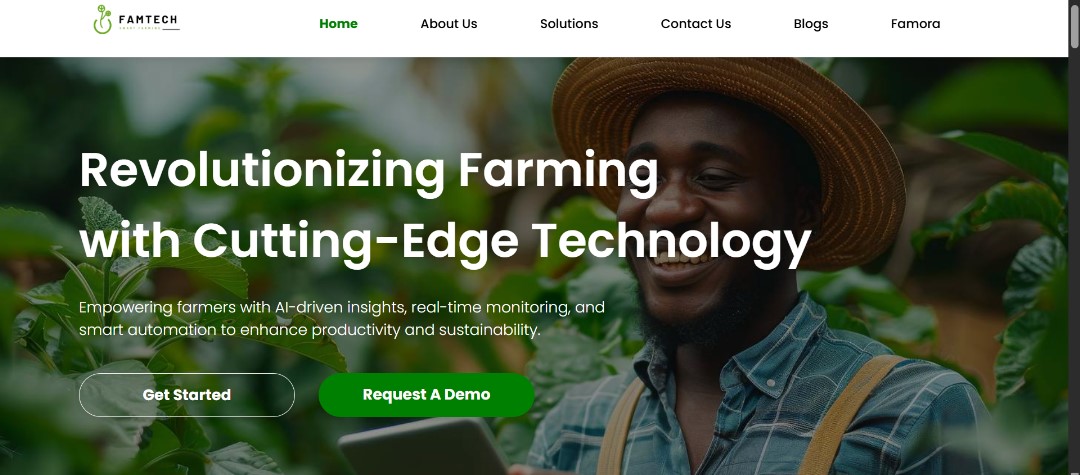 FAMTECH
Home
About Us
Solutions
Contact Us
Blogs
Famora
Revolutionizing Farming
with Cutting-Edge Technology
Empowering farmers with AI-driven insights, real-time monitoring, and
smart automation to enhance productivity and sustainability.
Get Started
Request A Demo